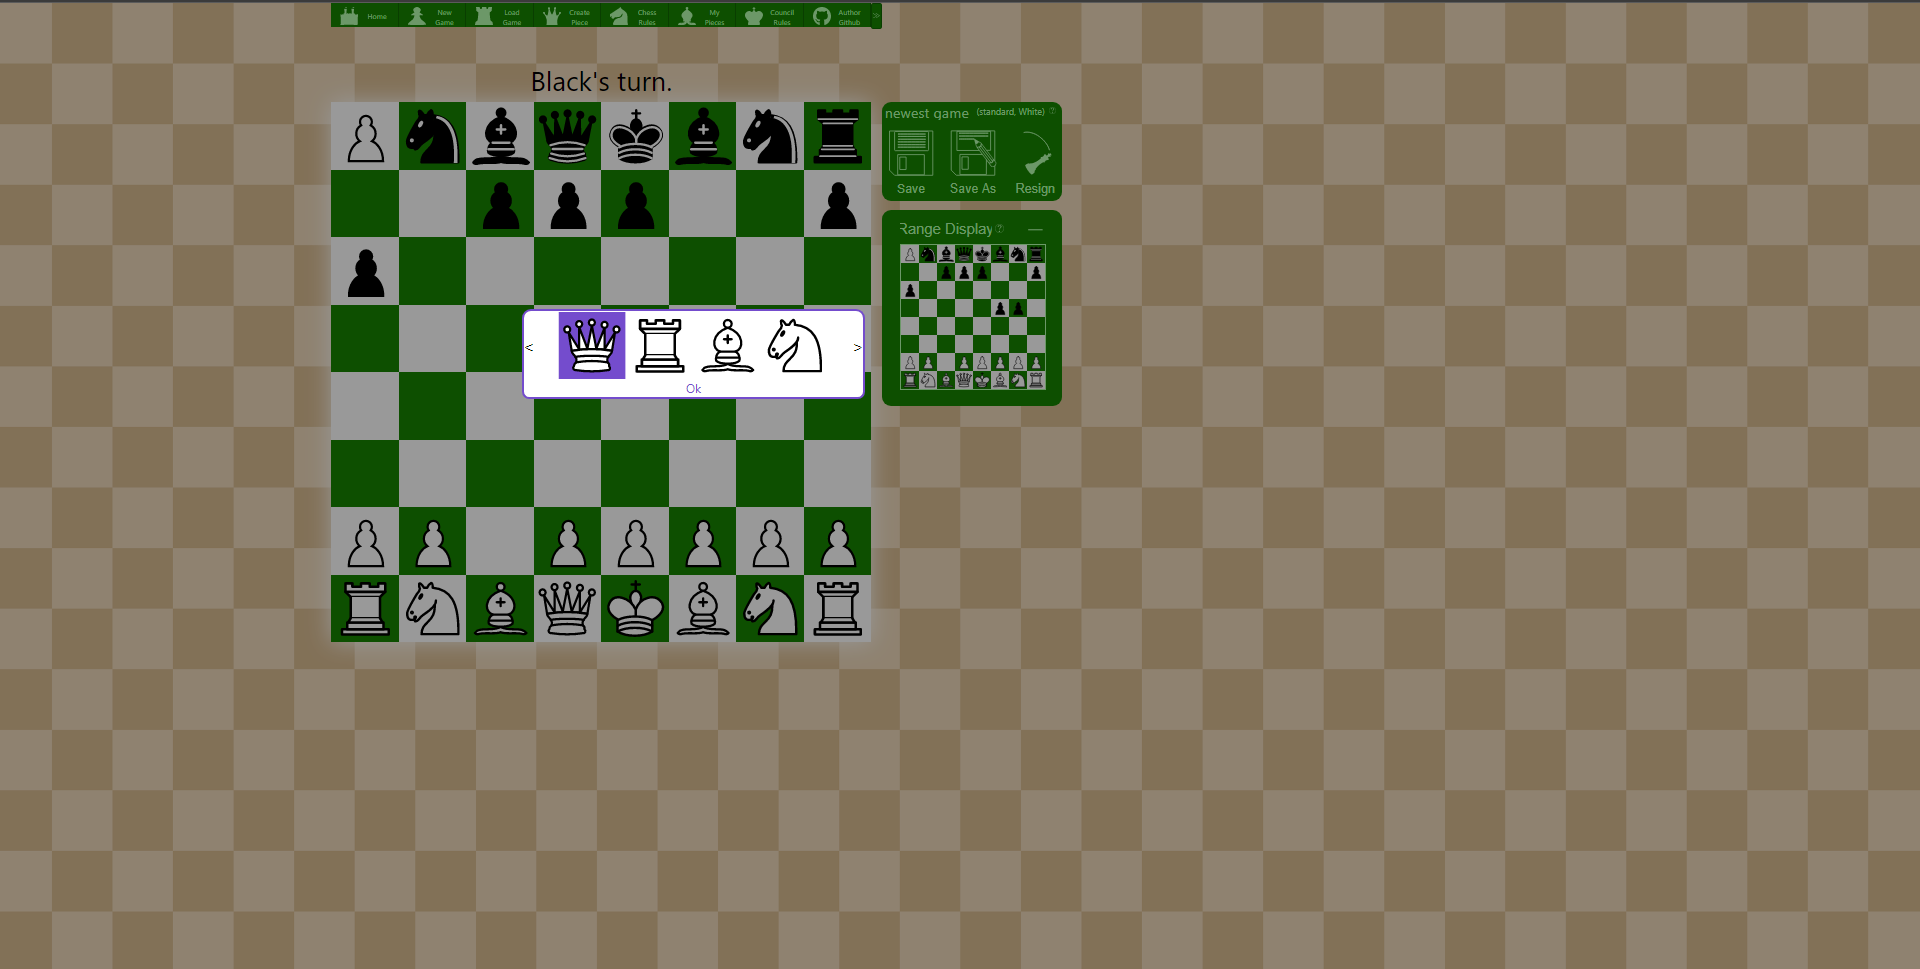 Home
New
Game
Load
Game
Create
Piece
Chess
Rules
My
Pieces
Council
Rules
Author
Github
>>
Black's turn.
newest game (standard, White) ?
Save
Save As
Resign
Range Display ?
<
>
Ok